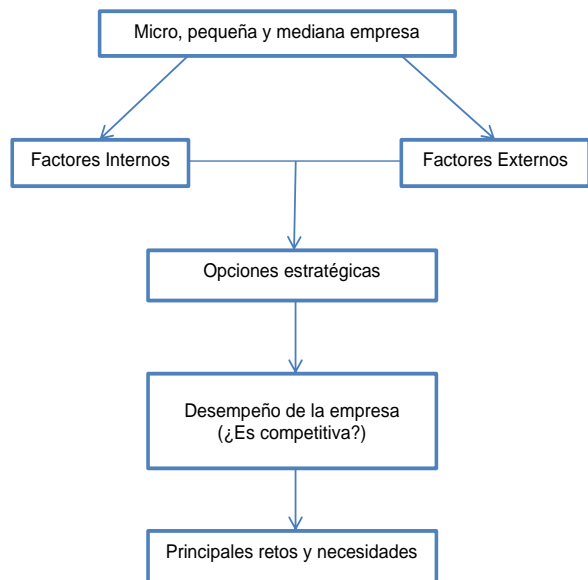 Micro, pequeña y mediana empresa
Factores Internos
Factores Externos
Opciones estratégicas
Desempeño de la empresa
(¿Es competitiva?)
Principales retos y necesidades